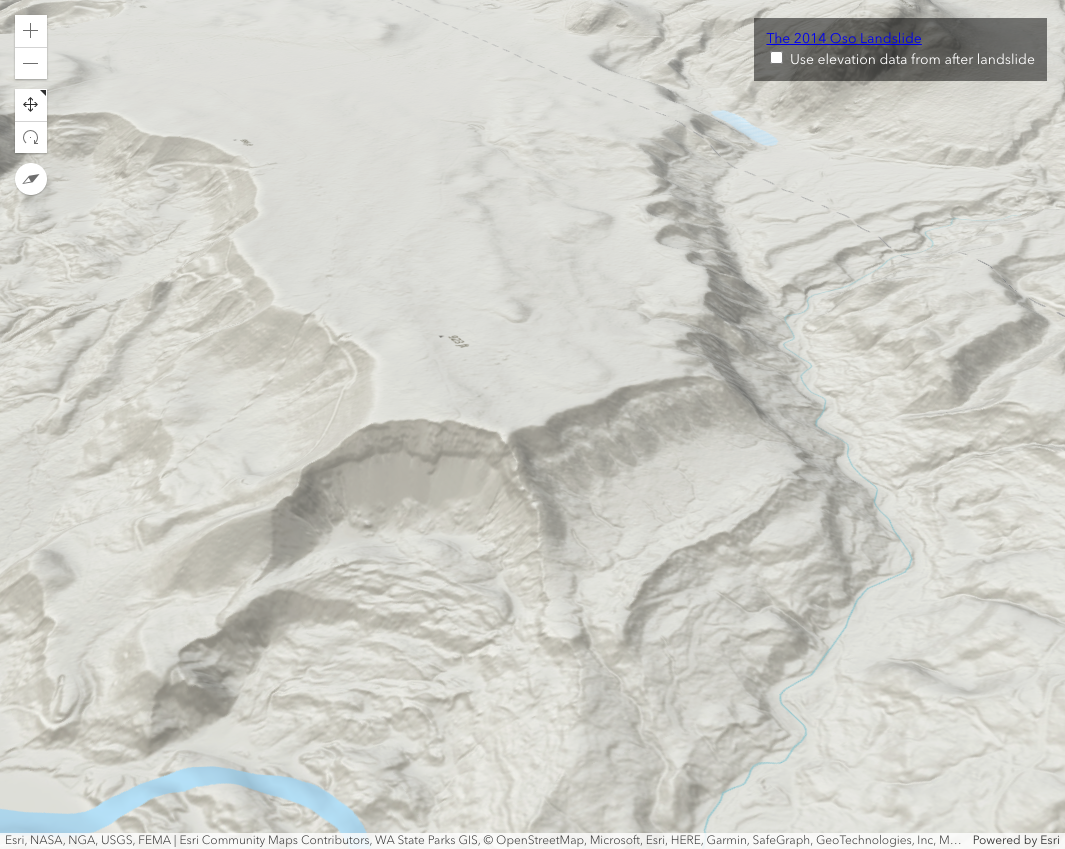 The 2014 Oso Landslide
Use elevation data from after landslide
Esri, NASA, NGA, USGS, FEMA | Esri Community Maps Contributors, WA State Parks GIS, © OpenStreetMap, Microsoft, Esri, HERE, Garmin, SafeGraph, GeoTechnologies, Inc, M... Powered by Esri